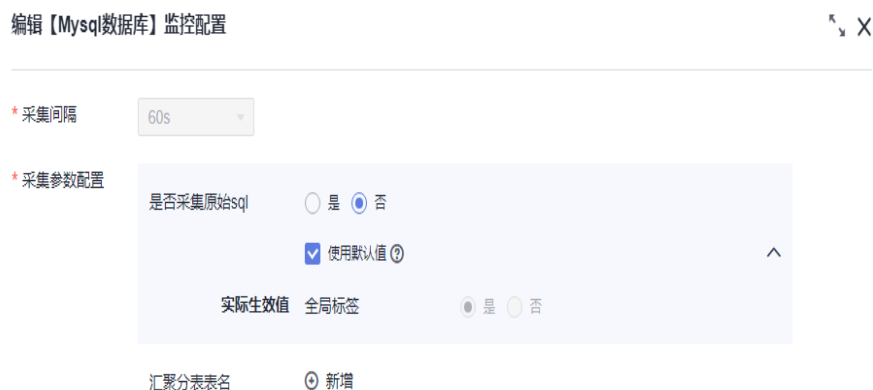 编辑【Mysql数据库】监控配置
* 采集间隔 60s
* 采集参数配置
是否采集原始sql 是 否
使用默认值
实际生效值 全局标签 是 否
汇聚分表表名 新增